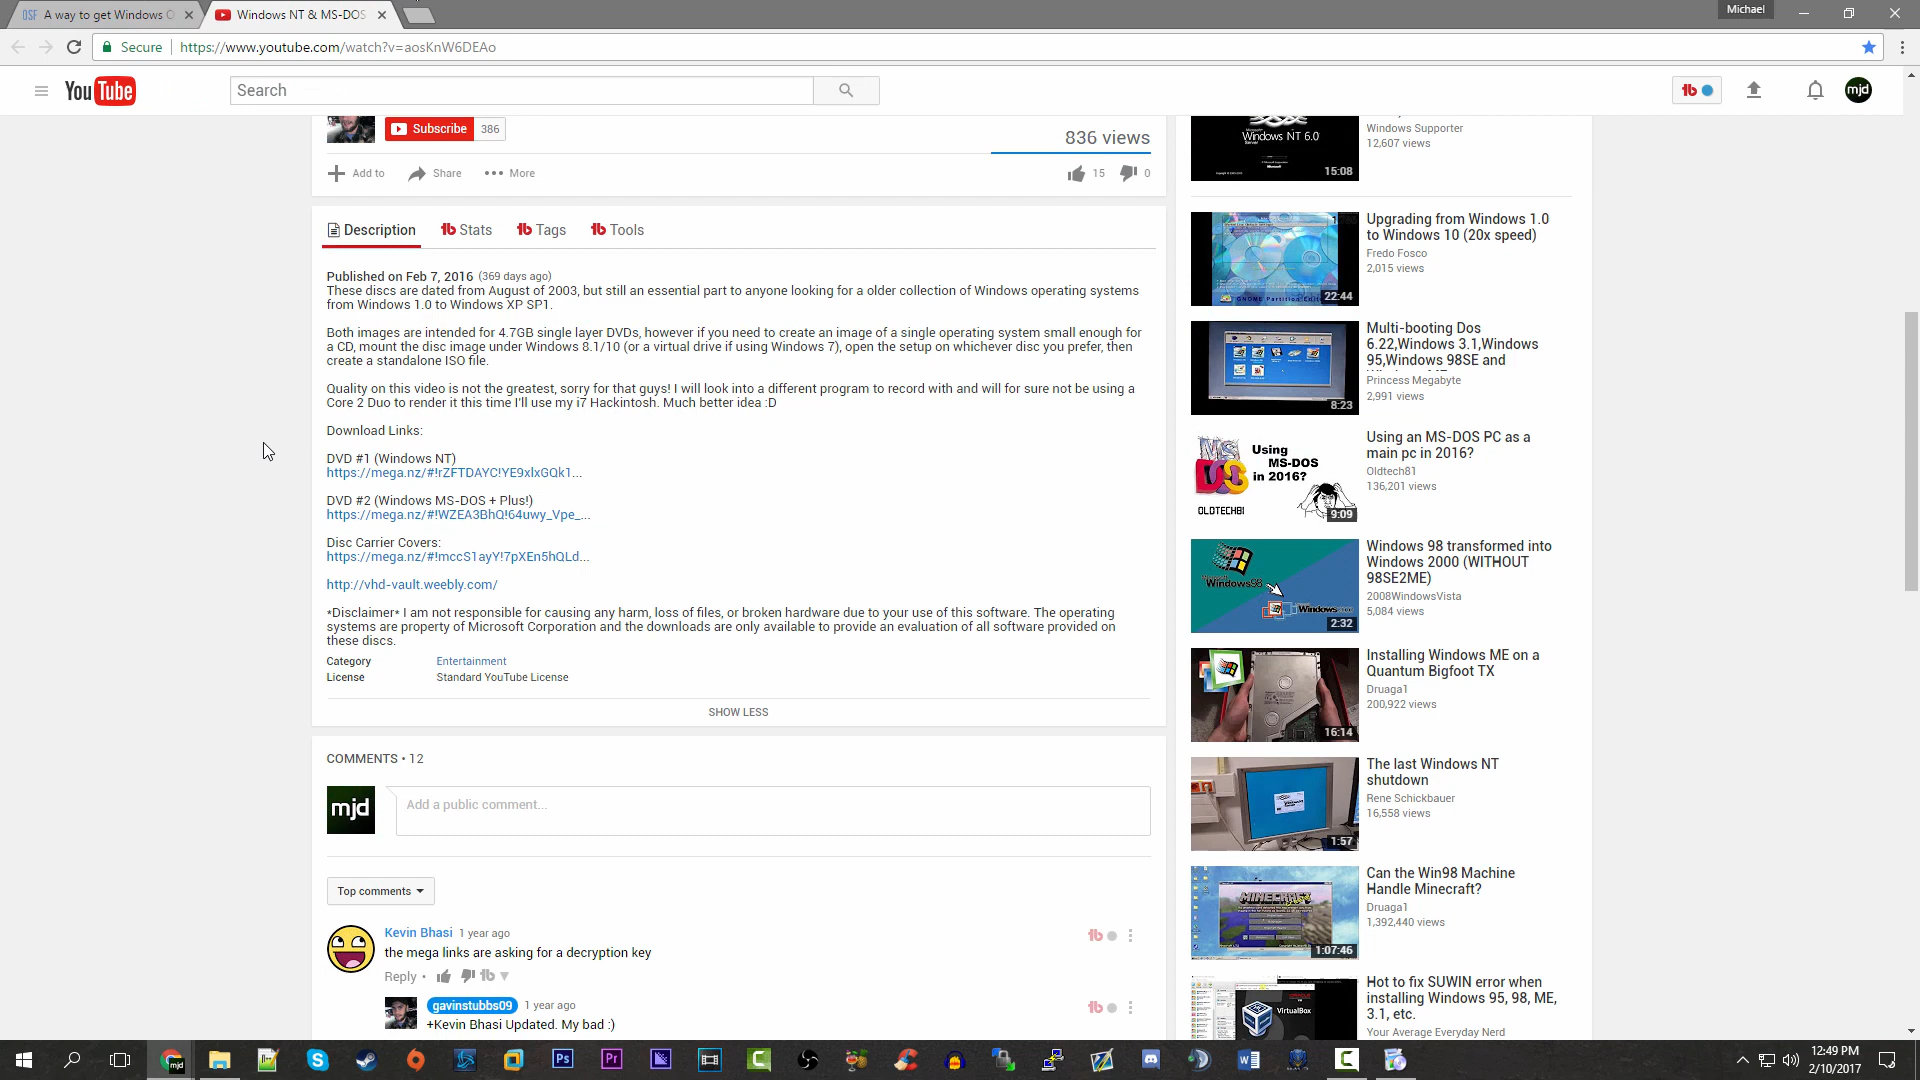 A way to get Windows O
Windows NT & MS-DOS
Michael
Secure
https://www.youtube.com/watch?v=aosKnW6DEAo
YouTube
Search
mjd
Subscribe 386
836 views
Add to Share More
15 0
Description Stats Tags Tools
Published on Feb 7, 2016 (369 days ago)
These discs are dated from August of 2003, but still an essential part to anyone looking for a older collection of Windows operating systems
from Windows 1.0 to Windows XP SP1.
Both images are intended for 4.7GB single layer DVDs, however if you need to create an image of a single operating system small enough for
a CD, mount the disc image under Windows 8.1/10 (or a virtual drive if using Windows 7), open the setup on whichever disc you prefer, then
create a standalone ISO file.
Quality on this video is not the greatest, sorry for that guys! I will look into a different program to record with and will for sure not be using a
Core 2 Duo to render it this time I'll use my i7 Hackintosh. Much better idea :D
Download Links:
DVD #1 (Windows NT)
https://mega.nz/#!rZFTDAYC!YE9xlxGQk1...
DVD #2 (Windows MS-DOS + Plus!)
https://mega.nz/#!WZEA3BhQ!64uwy_Vpe_...
Disc Carrier Covers:
https://mega.nz/#!mccS1ayY!7pXEn5hQLd...
http://vhd-vault.weebly.com/
*Disclaimer* I am not responsible for causing any harm, loss of files, or broken hardware due to your use of this software. The operating
systems are property of Microsoft Corporation and the downloads are only available to provide an evaluation of all software provided on
these discs.
Category Entertainment
License Standard YouTube License
SHOW LESS
COMMENTS • 12
mjd
Add a public comment...
Top comments
Kevin Bhasi 1 year ago
the mega links are asking for a decryption key
Reply •
gavinstubbs09 1 year ago
+Kevin Bhasi Updated. My bad :)
Windows NT 6.0
15:08
Windows Supporter
12,607 views
22:44
Upgrading from Windows 1.0
to Windows 10 (20x speed)
Fredo Fosco
2,015 views
8:23
Multi-booting Dos
6.22,Windows 3.1,Windows
95,Windows 98SE and
Princess Megabyte
2,991 views
Using
MS-DOS
in 2016?
OLDTECH81
9:09
Using an MS-DOS PC as a
main pc in 2016?
Oldtech81
136,201 views
2:32
Windows 98 transformed into
Windows 2000 (WITHOUT
98SE2ME)
2008WindowsVista
5,084 views
16:14
Installing Windows ME on a
Quantum Bigfoot TX
Druaga1
200,922 views
1:57
The last Windows NT
shutdown
Rene Schickbauer
16,558 views
MINECRAFT
1:07:46
Can the Win98 Machine
Handle Minecraft?
Druaga1
1,392,440 views
VirtualBox
Hot to fix SUWIN error when
installing Windows 95, 98, ME,
3.1, etc.
Your Average Everyday Nerd
12:49 PM
2/10/2017